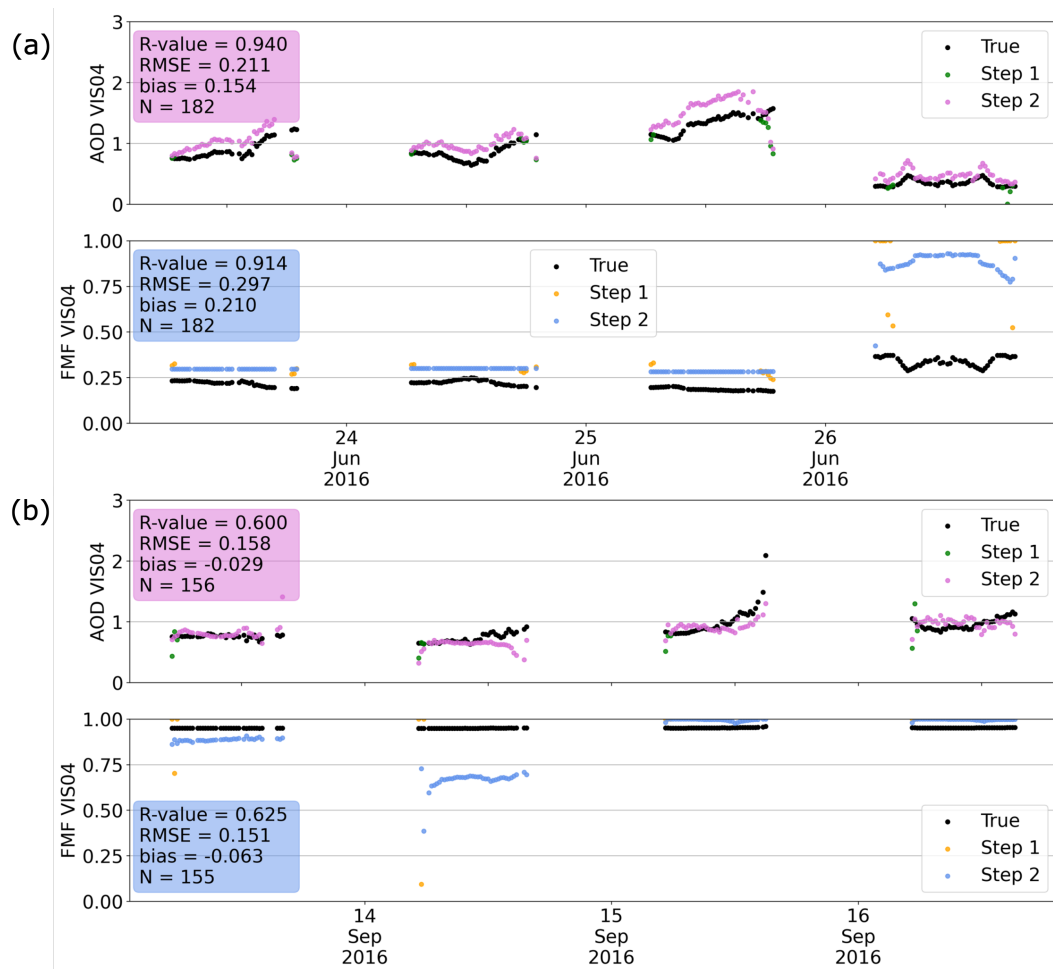 (a)
AOD VIS04
3
2
1
0
R-value = 0.940
RMSE = 0.211
bias = 0.154
N = 182
True
Step 1
Step 2
FMF VIS04
1.00
0.75
0.50
0.25
0.00
R-value = 0.914
RMSE = 0.297
bias = 0.210
N = 182
True
Step 1
Step 2
24
Jun
2016
25
Jun
2016
26
Jun
2016
(b)
AOD VIS04
3
2
1
0
R-value = 0.600
RMSE = 0.158
bias = -0.029
N = 156
True
Step 1
Step 2
FMF VIS04
1.00
0.75
0.50
0.25
0.00
R-value = 0.625
RMSE = 0.151
bias = -0.063
N = 155
True
Step 1
Step 2
14
Sep
2016
15
Sep
2016
16
Sep
2016